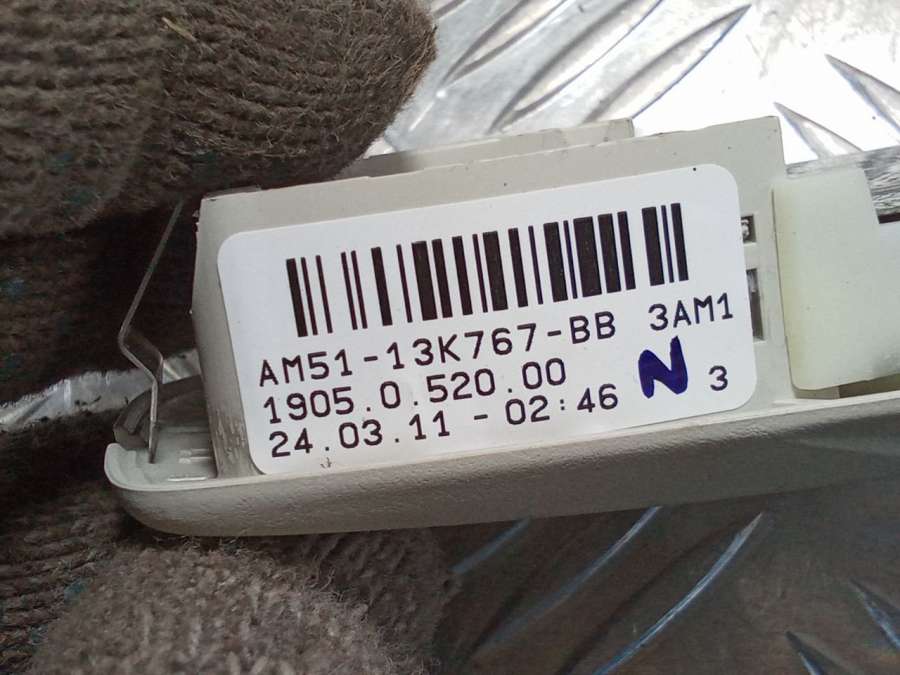 AM51-13K767-BB 3AM1
1905.0.520.00 N 3
24.03.11-02:46